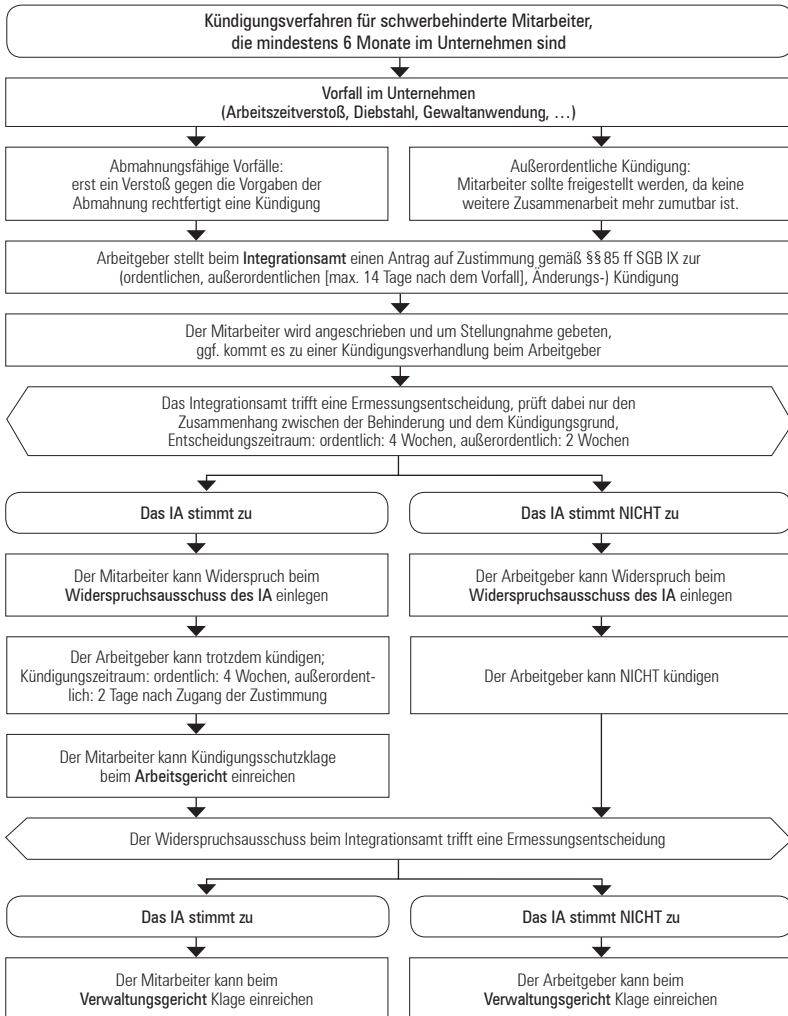 Kündigungsverfahren für schwerbehinderte Mitarbeiter,
die mindestens 6 Monate im Unternehmen sind
Vorfall im Unternehmen
(Arbeitszeitverstoß, Diebstahl, Gewaltanwendung, …)
Abmahnungsfähige Vorfälle:
erst ein Verstoß gegen die Vorgaben der
Abmahnung rechtfertigt eine Kündigung
Außerordentliche Kündigung:
Mitarbeiter sollte freigestellt werden, da keine
weitere Zusammenarbeit mehr zumutbar ist.
Arbeitgeber stellt beim Integrationsamt einen Antrag auf Zustimmung gemäß §§ 85 ff SGB IX zur
(ordentlichen, außerordentlichen [max. 14 Tage nach dem Vorfall], Änderungs-) Kündigung
Der Mitarbeiter wird angeschrieben und um Stellungnahme gebeten,
ggf. kommt es zu einer Kündigungsverhandlung beim Arbeitgeber
Das Integrationsamt trifft eine Ermessungsentscheidung, prüft dabei nur den
Zusammenhang zwischen der Behinderung und dem Kündigungsgrund,
Entscheidungszeitraum: ordentlich: 4 Wochen, außerordentlich: 2 Wochen
Das IA stimmt zu
Das IA stimmt NICHT zu
Der Mitarbeiter kann Widerspruch beim
Widerspruchsausschuss des IA einlegen
Der Arbeitgeber kann Widerspruch beim
Widerspruchsausschuss des IA einlegen
Der Arbeitgeber kann trotzdem kündigen;
Kündigungszeitraum: ordentlich: 4 Wochen, außerordent-
lich: 2 Tage nach Zugang der Zustimmung
Der Arbeitgeber kann NICHT kündigen
Der Mitarbeiter kann Kündigungsschutzklage
beim Arbeitsgericht einreichen
Der Widerspruchsausschuss beim Integrationsamt trifft eine Ermessungsentscheidung
Das IA stimmt zu
Das IA stimmt NICHT zu
Der Mitarbeiter kann beim
Verwaltungsgericht Klage einreichen
Der Arbeitgeber kann beim
Verwaltungsgericht Klage einreichen